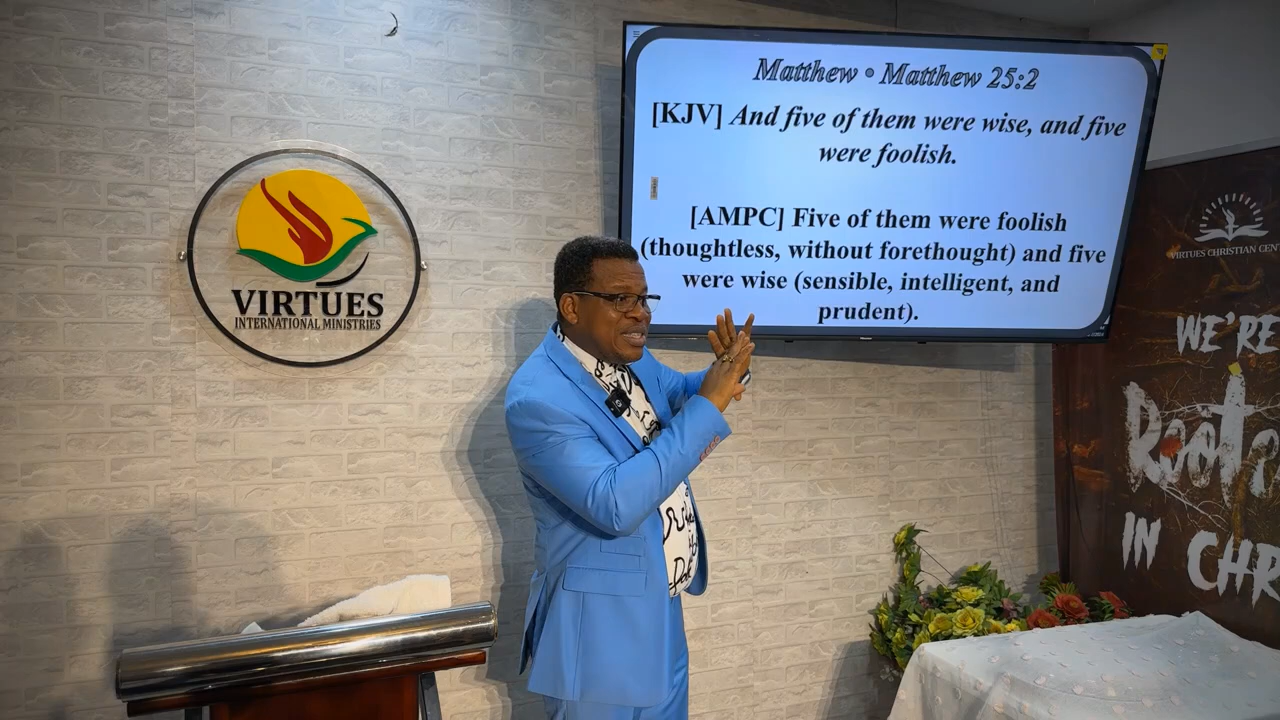 VIRTUES
INTERNATIONAL MINISTRIES
Matthew • Matthew 25:2
[KJV] And five of them were wise, and five
were foolish.
[AMPC] Five of them were foolish
(thoughtless, without forethought) and five
were wise (sensible, intelligent, and
prudent).
VIRTUES CHRISTIAN CEN
WE'RE
Root
IN CHR